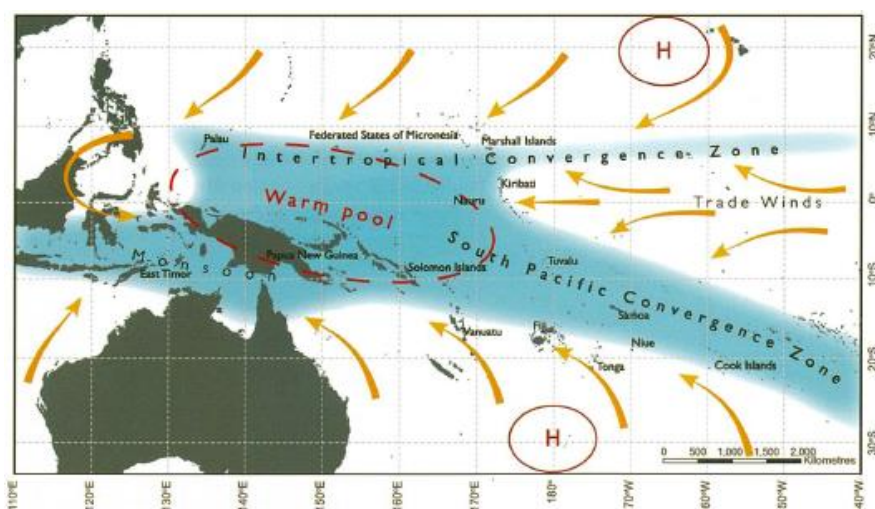 H
20°N
Palau
Federated States of Micronesia
Marshall Islands
10°N
Intertropical Convergence Zone
Kiribati
Warm pool
Nauru
Trade Winds
0°
South Pacific Convergence Zone
Monsoon
Papua New Guinea
East Timor
Solomon Islands
Tuvalu
10°S
Samoa
Vanuatu
Fiji
Niue
Tonga
Cook Islands
20°S
H
30°S
0 500 1,000 1,500 2,000
Kilometres
110°E 120°E 130°E 140°E 150°E 160°E 170°E 180° 170°W 160°W 150°W 140°W